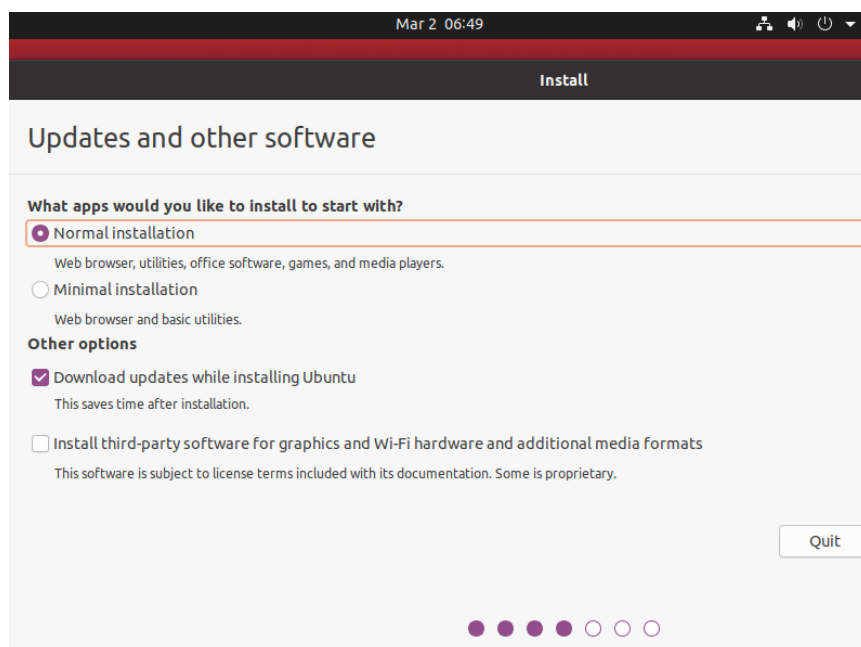 Mar 2 06:49
Install
Updates and other software
What apps would you like to install to start with?
Normal installation
Web browser, utilities, office software, games, and media players.
Minimal installation
Web browser and basic utilities.
Other options
Download updates while installing Ubuntu
This saves time after installation.
Install third-party software for graphics and Wi-Fi hardware and additional media formats
This software is subject to license terms included with its documentation. Some is proprietary.
Quit